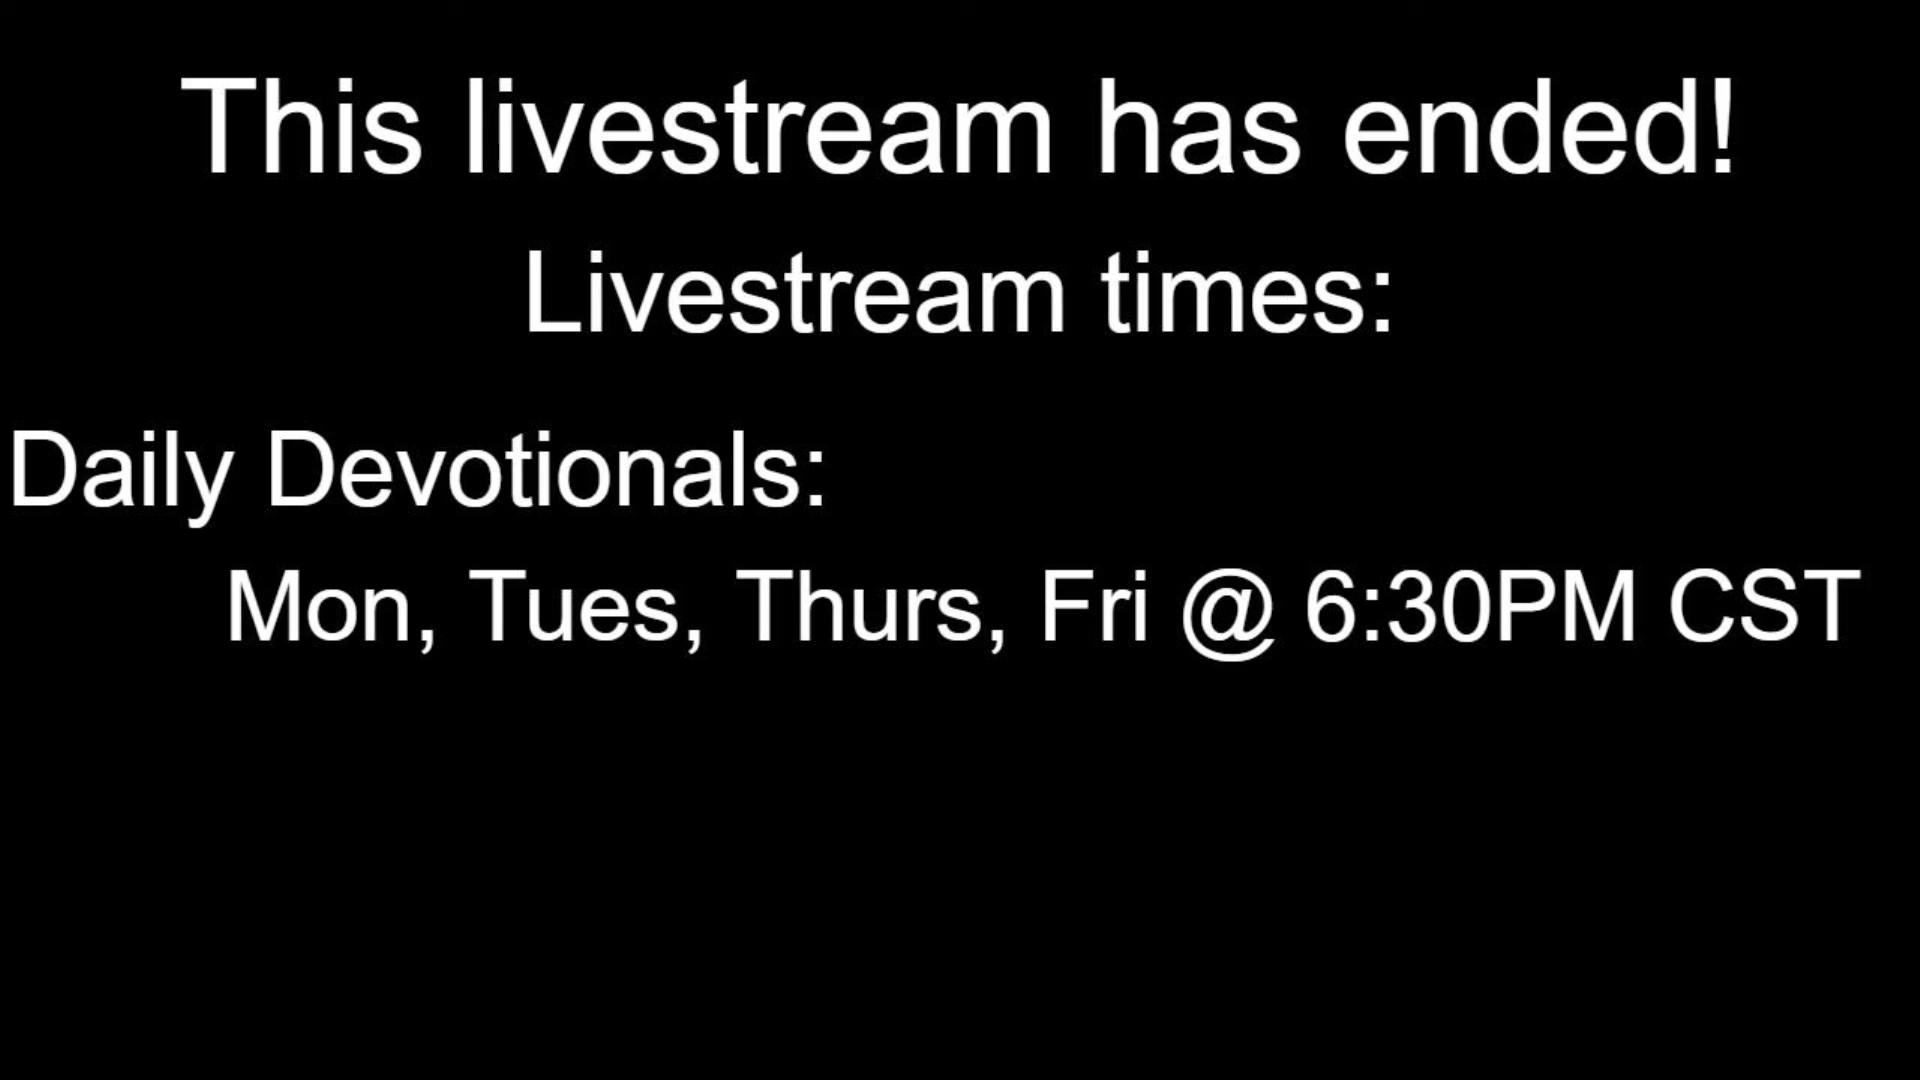 This livestream has ended!
Livestream times:
Daily Devotionals:
Mon, Tues, Thurs, Fri @ 6:30PM CST